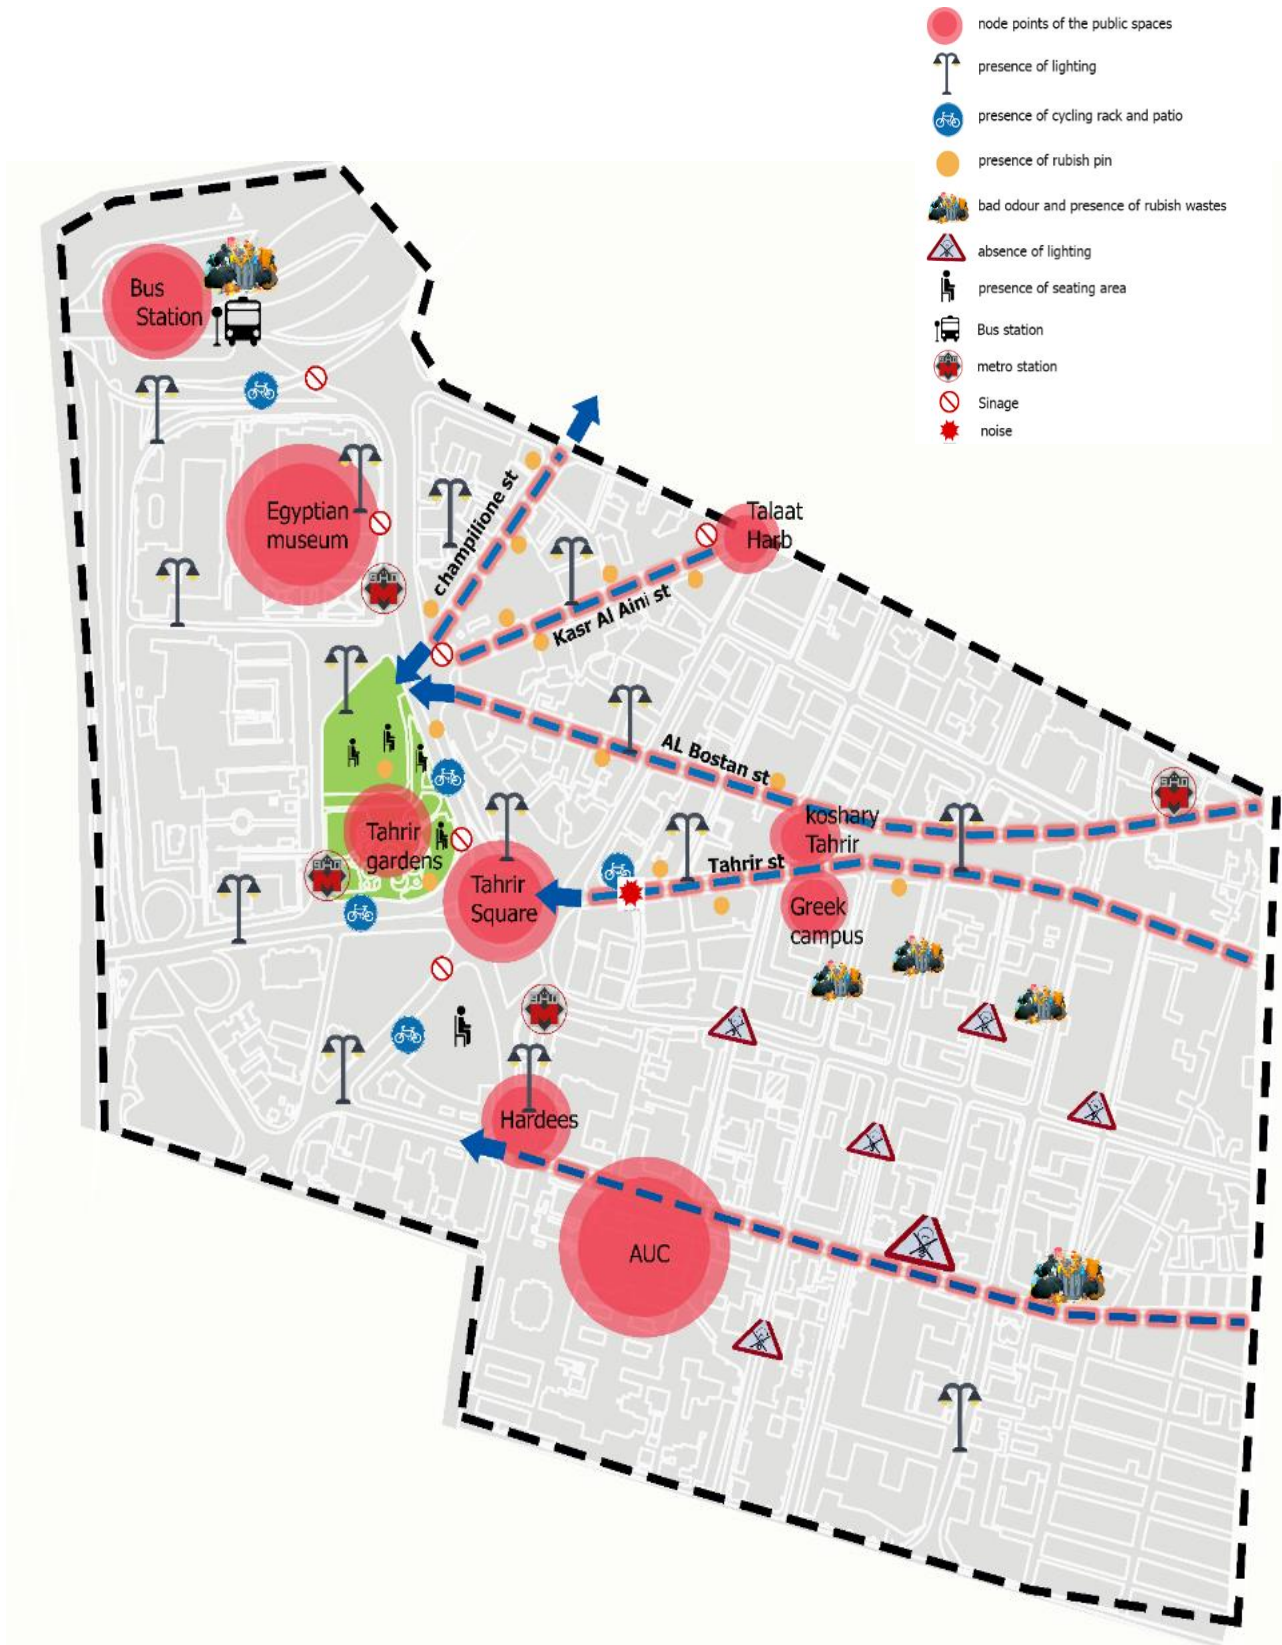 node points of the public spaces
presence of lighting
presence of cycling rack and patio
presence of rubish pin
bad odour and presence of rubish wastes
absence of lighting
presence of seating area
Bus station
metro station
Sinage
noise
Bus
Station
Egyptian
museum
champilione st
Talaat
Harb
Kasr Al Aini st
AL Bostan st
koshary
Tahrir
Tahrir st
Tahrir
gardens
Tahrir
Square
Greek
campus
Hardees
AUC